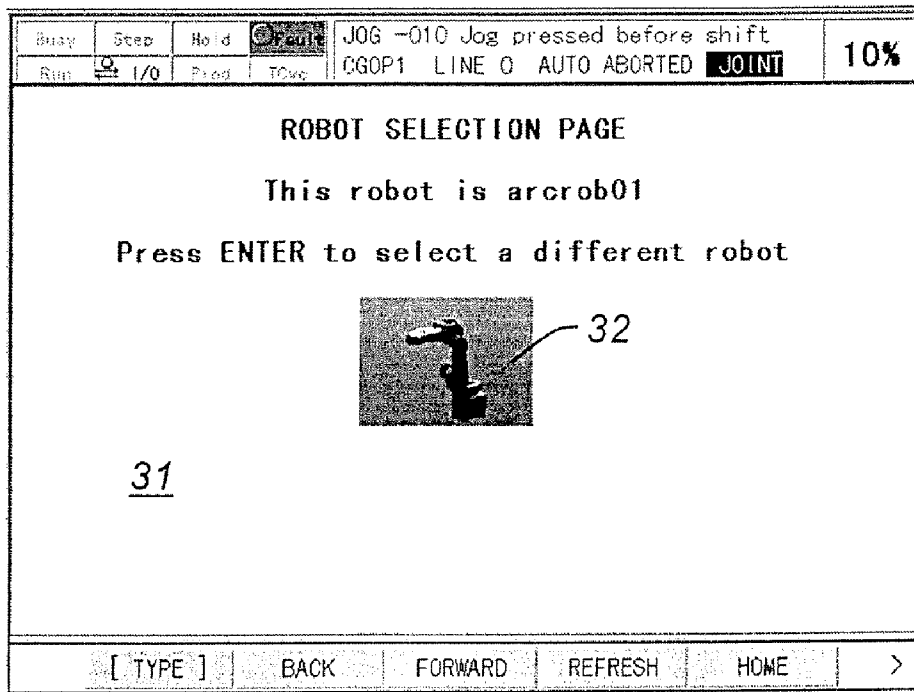 Busy Step Hold Fault JOG -010 Jog pressed before shift
Run I/O Prod TCyc CGOP1 LINE 0 AUTO ABORTED JOINT 10%
ROBOT SELECTION PAGE
This robot is arcrob01
Press ENTER to select a different robot
32
31
[ TYPE ] BACK FORWARD REFRESH HOME >